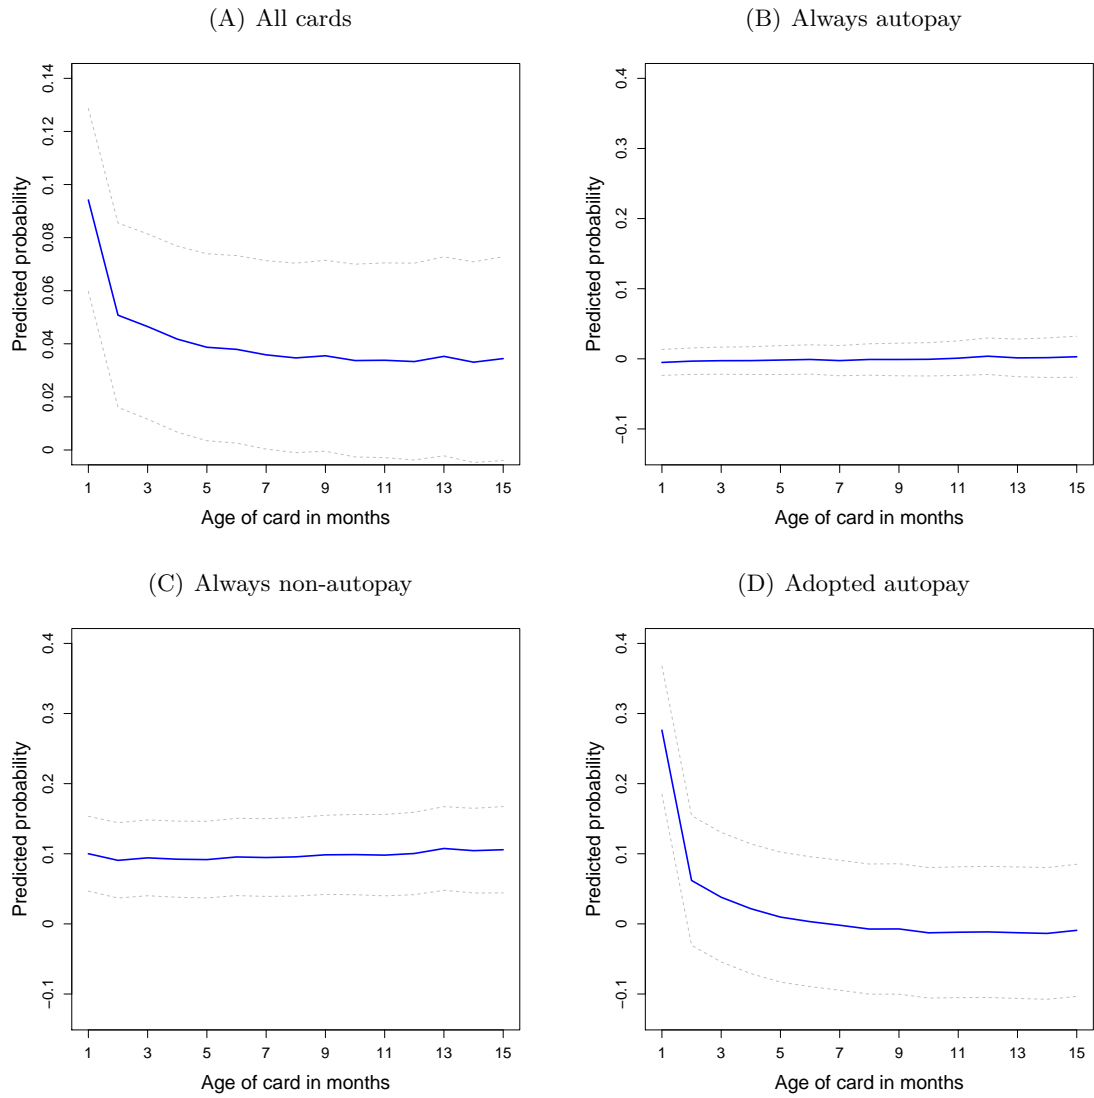 (A) All cards
0.14
0.12
0.1
0.08
0.06
0.04
0.02
0
Predicted probability
1 3 5 7 9 11 13 15
Age of card in months
(B) Always autopay
0.4
0.3
0.2
0.1
0
−0.1
Predicted probability
1 3 5 7 9 11 13 15
Age of card in months
(C) Always non-autopay
0.4
0.3
0.2
0.1
0
−0.1
Predicted probability
1 3 5 7 9 11 13 15
Age of card in months
(D) Adopted autopay
0.4
0.3
0.2
0.1
0
−0.1
Predicted probability
1 3 5 7 9 11 13 15
Age of card in months